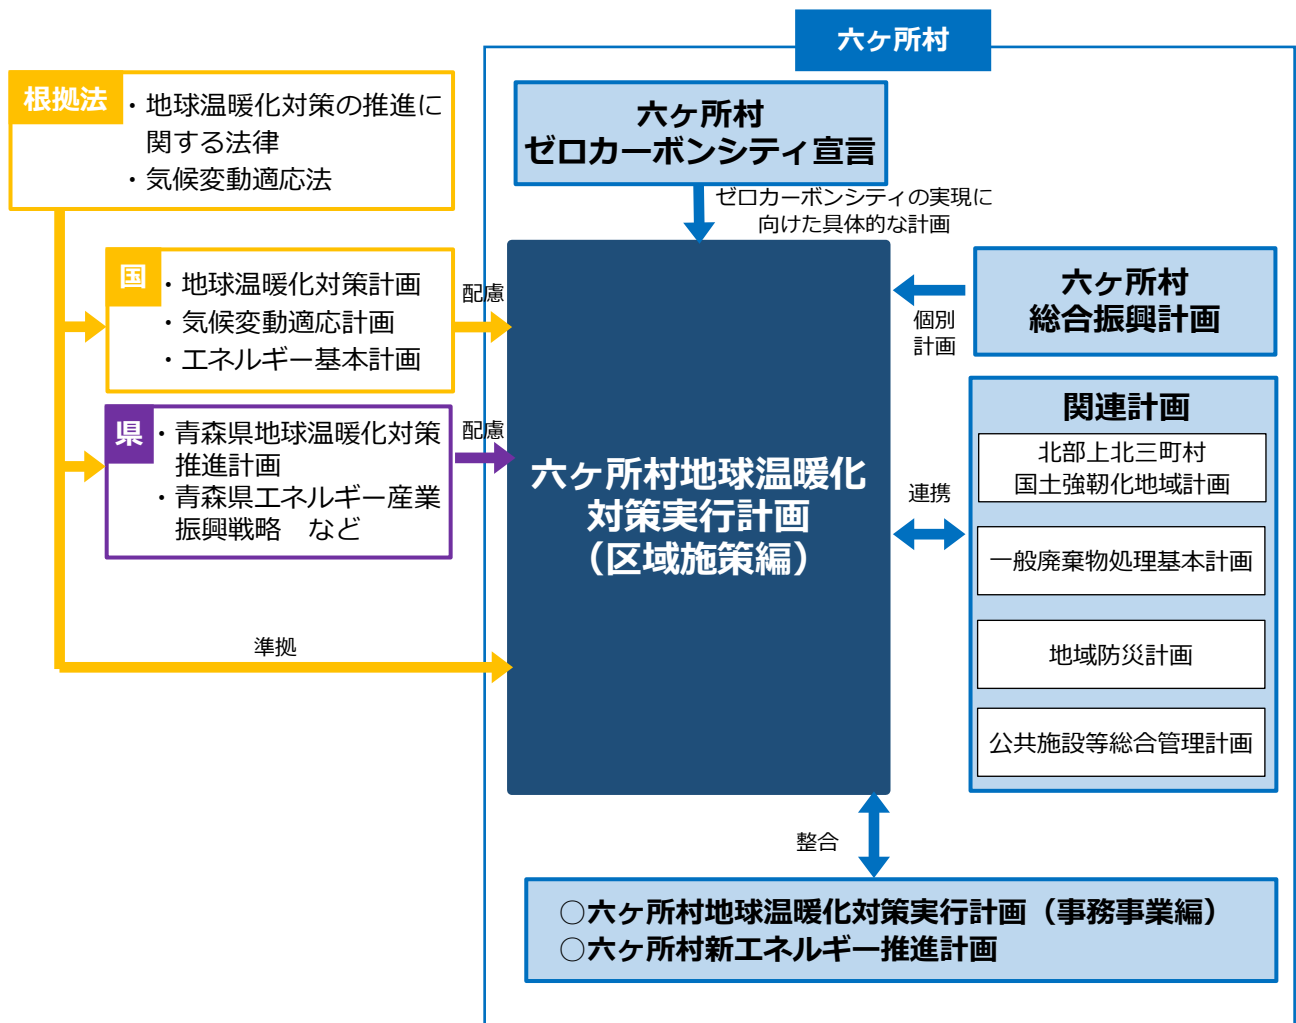 六ヶ所村
根拠法
・地球温暖化対策の推進に
関する法律
・気候変動適応法
六ヶ所村
ゼロカーボンシティ宣言
ゼロカーボンシティの実現に
向けた具体的な計画
国
・地球温暖化対策計画
・気候変動適応計画
・エネルギー基本計画
配慮
県
・青森県地球温暖化対策
推進計画
・青森県エネルギー産業
振興戦略　など
配慮
準拠
六ヶ所村地球温暖化
対策実行計画
（区域施策編）
六ヶ所村
総合振興計画
個別
計画
関連計画
北部上北三町村
国土強靭化地域計画
一般廃棄物処理基本計画
地域防災計画
公共施設等総合管理計画
連携
整合
○六ヶ所村地球温暖化対策実行計画（事務事業編）
○六ヶ所村新エネルギー推進計画